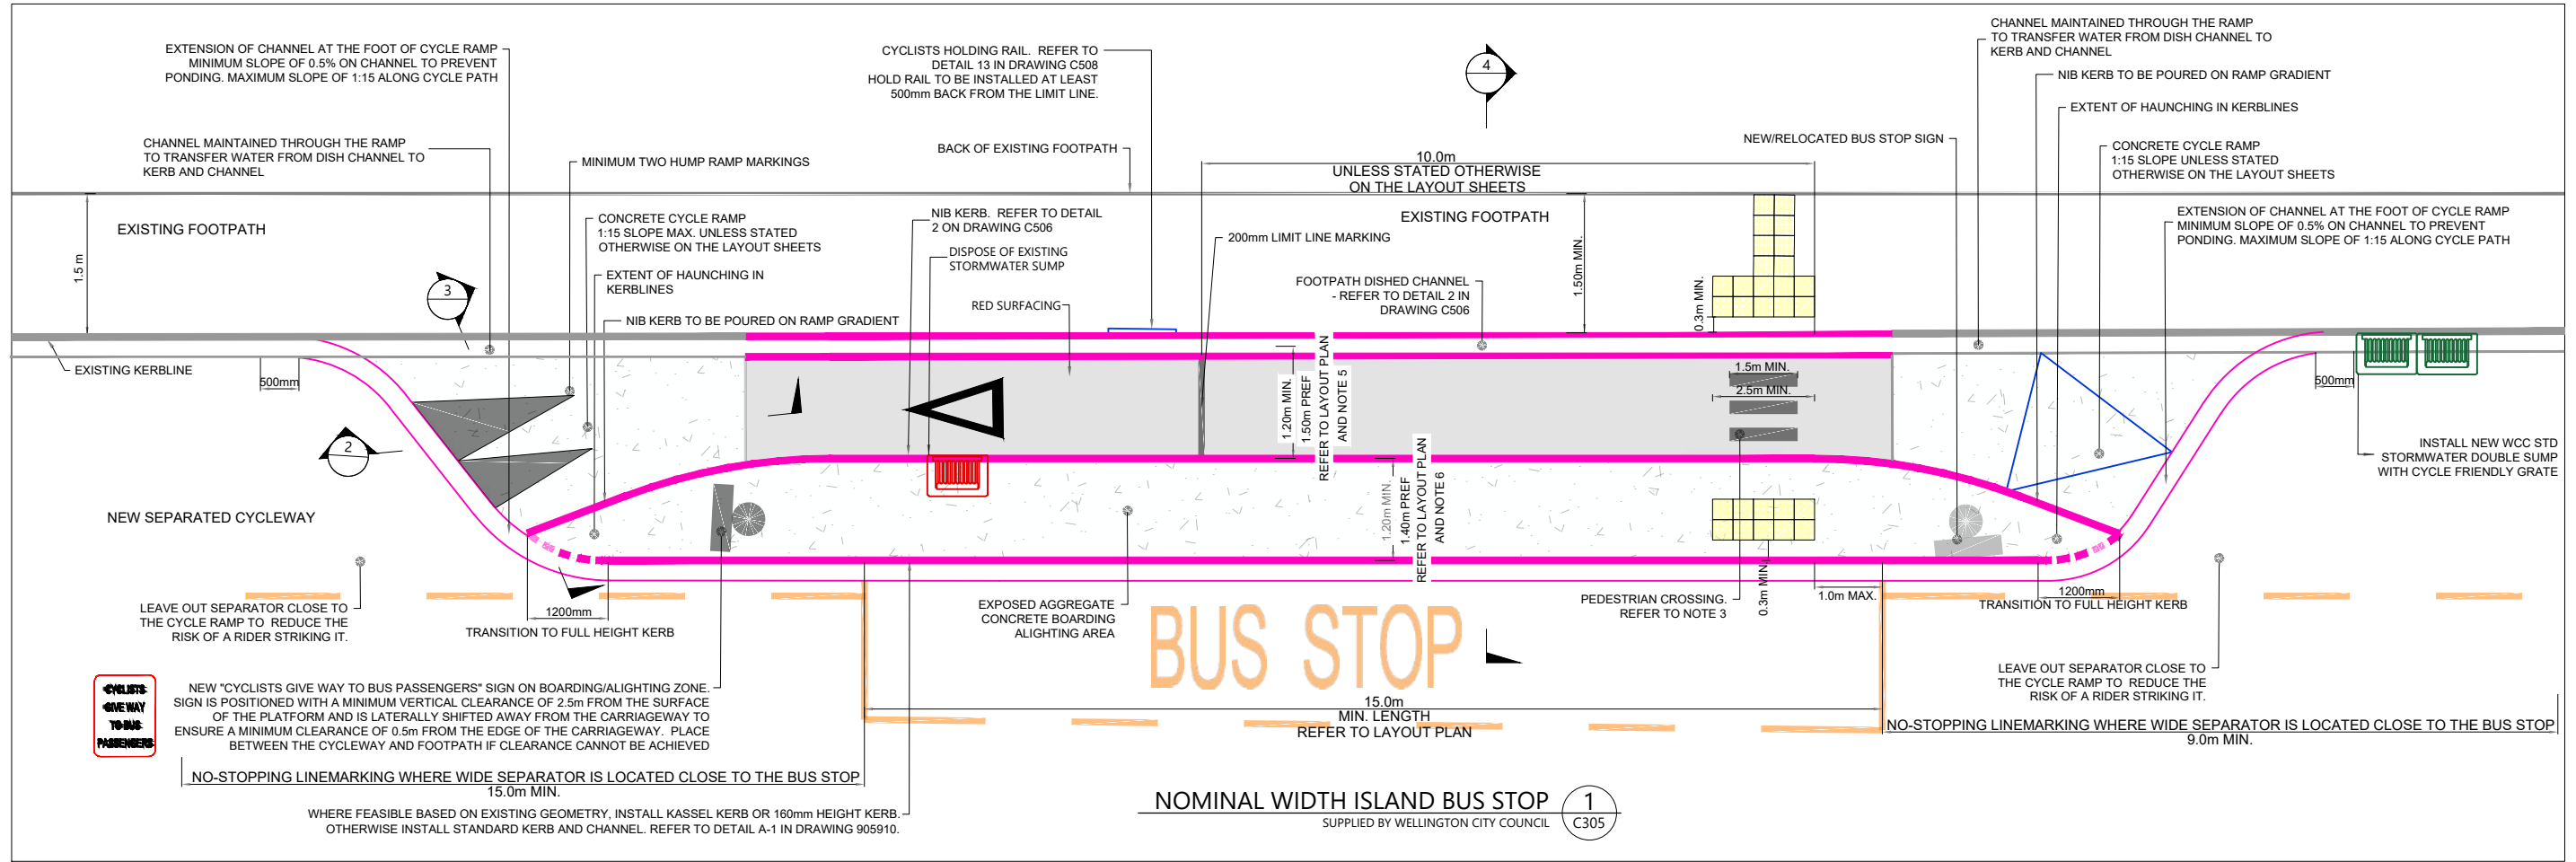 EXTENSION OF CHANNEL AT THE FOOT OF CYCLE RAMP
MINIMUM SLOPE OF 0.5% ON CHANNEL TO PREVENT
PONDING. MAXIMUM SLOPE OF 1:15 ALONG CYCLE PATH
CYCLISTS HOLDING RAIL. REFER TO
DETAIL 13 IN DRAWING C508
HOLD RAIL TO BE INSTALLED AT LEAST
500mm BACK FROM THE LIMIT LINE.
4
CHANNEL MAINTAINED THROUGH THE RAMP
TO TRANSFER WATER FROM DISH CHANNEL TO
KERB AND CHANNEL
NIB KERB TO BE POURED ON RAMP GRADIENT
EXTENT OF HAUNCHING IN KERBLINES
CHANNEL MAINTAINED THROUGH THE RAMP
TO TRANSFER WATER FROM DISH CHANNEL TO
KERB AND CHANNEL
MINIMUM TWO HUMP RAMP MARKINGS
BACK OF EXISTING FOOTPATH
10.0m
UNLESS STATED OTHERWISE
ON THE LAYOUT SHEETS
NEW/RELOCATED BUS STOP SIGN
CONCRETE CYCLE RAMP
1:15 SLOPE UNLESS STATED
OTHERWISE ON THE LAYOUT SHEETS
EXISTING FOOTPATH
1.5 m
CONCRETE CYCLE RAMP
1:15 SLOPE MAX. UNLESS STATED
OTHERWISE ON THE LAYOUT SHEETS
NIB KERB. REFER TO DETAIL
2 ON DRAWING C506
DISPOSE OF EXISTING
STORMWATER SUMP
EXISTING FOOTPATH
200mm LIMIT LINE MARKING
1.50m MIN.
EXTENSION OF CHANNEL AT THE FOOT OF CYCLE RAMP
MINIMUM SLOPE OF 0.5% ON CHANNEL TO PREVENT
PONDING. MAXIMUM SLOPE OF 1:15 ALONG CYCLE PATH
3
EXTENT OF HAUNCHING IN
KERBLINES
RED SURFACING
FOOTPATH DISHED CHANNEL
- REFER TO DETAIL 2 IN
DRAWING C506
0.3m MIN.
NIB KERB TO BE POURED ON RAMP GRADIENT
EXISTING KERBLINE
500mm
1.20m MIN.
1.50m PREF
REFER TO LAYOUT PLAN
AND NOTE 5
1.5m MIN.
2.5m MIN.
500mm
2
INSTALL NEW WCC STD
STORMWATER DOUBLE SUMP
WITH CYCLE FRIENDLY GRATE
NEW SEPARATED CYCLEWAY
1.20m MIN.
1.40m PREF
REFER TO LAYOUT PLAN
AND NOTE 6
LEAVE OUT SEPARATOR CLOSE TO
THE CYCLE RAMP TO REDUCE THE
RISK OF A RIDER STRIKING IT.
1200mm
TRANSITION TO FULL HEIGHT KERB
EXPOSED AGGREGATE
CONCRETE BOARDING
ALIGHTING AREA
BUS STOP
PEDESTRIAN CROSSING.
REFER TO NOTE 3
0.3m MIN.
1.0m MAX.
1200mm
TRANSITION TO FULL HEIGHT KERB
LEAVE OUT SEPARATOR CLOSE TO
THE CYCLE RAMP TO REDUCE THE
RISK OF A RIDER STRIKING IT.
CYCLISTS
GIVE WAY
TO BUS
PASSENGERS
NEW "CYCLISTS GIVE WAY TO BUS PASSENGERS" SIGN ON BOARDING/ALIGHTING ZONE.
SIGN IS POSITIONED WITH A MINIMUM VERTICAL CLEARANCE OF 2.5m FROM THE SURFACE
OF THE PLATFORM AND IS LATERALLY SHIFTED AWAY FROM THE CARRIAGEWAY TO
ENSURE A MINIMUM CLEARANCE OF 0.5m FROM THE EDGE OF THE CARRIAGEWAY. PLACE
BETWEEN THE CYCLEWAY AND FOOTPATH IF CLEARANCE CANNOT BE ACHIEVED
15.0m
MIN. LENGTH
REFER TO LAYOUT PLAN
NO-STOPPING LINEMARKING WHERE WIDE SEPARATOR IS LOCATED CLOSE TO THE BUS STOP
9.0m MIN.
NO-STOPPING LINEMARKING WHERE WIDE SEPARATOR IS LOCATED CLOSE TO THE BUS STOP
15.0m MIN.
WHERE FEASIBLE BASED ON EXISTING GEOMETRY, INSTALL KASSEL KERB OR 160mm HEIGHT KERB.
OTHERWISE INSTALL STANDARD KERB AND CHANNEL. REFER TO DETAIL A-1 IN DRAWING 905910.
NOMINAL WIDTH ISLAND BUS STOP
SUPPLIED BY WELLINGTON CITY COUNCIL
1
C305